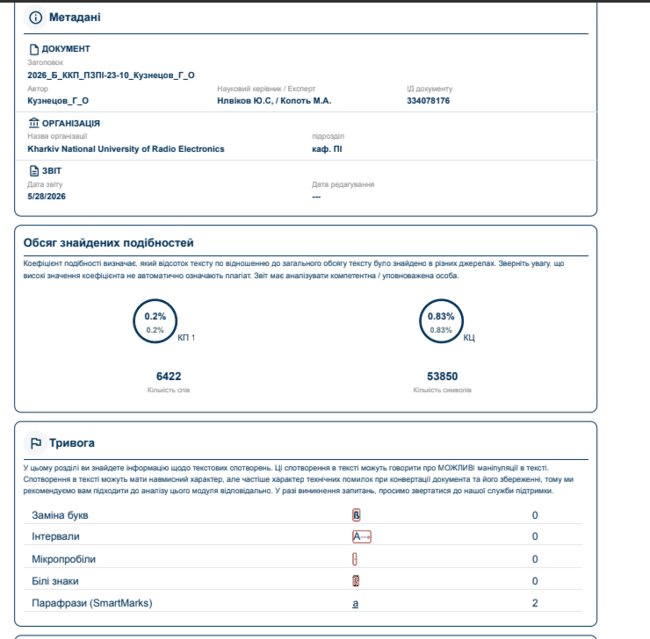 Метадані
ДОКУМЕНТ
Заголовок
2026_Б_ККП_ПЗПІ-23-10_Кузнецов_Г_О
Автор Науковий керівник / Експерт ІД документу
Кузнецов_Г_О Нлвіков Ю.С, / Копоть М.А. 334078176
ОРГАНІЗАЦІЯ
Назва організації підрозділ
Kharkiv National University of Radio Electronics каф. ПІ
ЗВІТ
Дата звіту Дата редагування
5/28/2026 ---
Обсяг знайдених подібностей
Коефіцієнт подібності визначає, який відсоток тексту по відношенню до загального обсягу тексту було знайдено в різних джерелах. Зверніть увагу, що
високі значення коефіцієнта не автоматично означають плагіат. Звіт має аналізувати компетентна / уповноважена особа.
0.2% 0.83%
0.2% 0.83%
КП 1 КЦ
6422 53850
Кількість слів Кількість символів
Тривога
У цьому розділі ви знайдете інформацію щодо текстових спотворень. Ці спотворення в тексті можуть говорити про МОЖЛИВІ маніпуляції в тексті.
Спотворення в тексті можуть мати навмисний характер, але частіше характер технічних помилок при конвертації документа та його збереженні, тому ми
рекомендуємо вам підходити до аналізу цього модуля відповідально. У разі виникнення запитань, просимо звертатися до нашої служби підтримки.
Заміна букв ß 0
Інтервали A→ 0
Мікропробіли 0
Білі знаки ß 0
Парафрази (SmartMarks) a 2